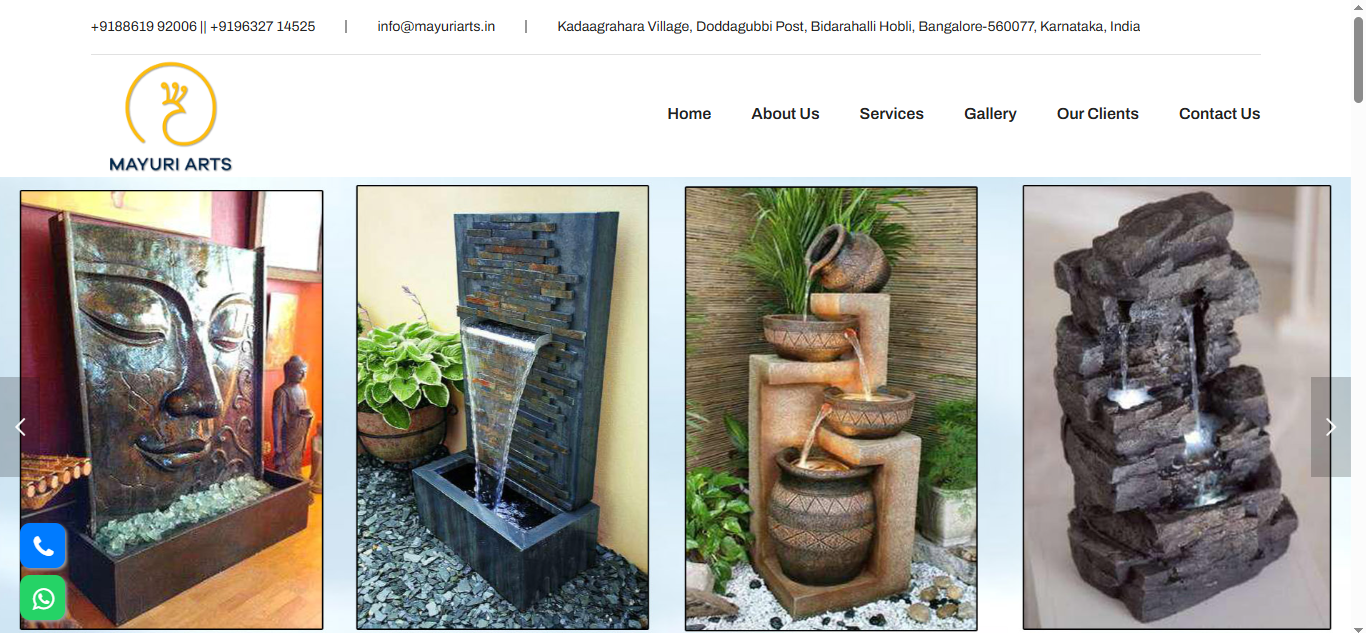 +9188619 92006 || +9196327 14525 | info@mayuriarts.in | Kadaagrahara Village, Doddagubbi Post, Bidarahalli Hobli, Bangalore-560077, Karnataka, India
MAYURI ARTS
Home About Us Services Gallery Our Clients Contact Us